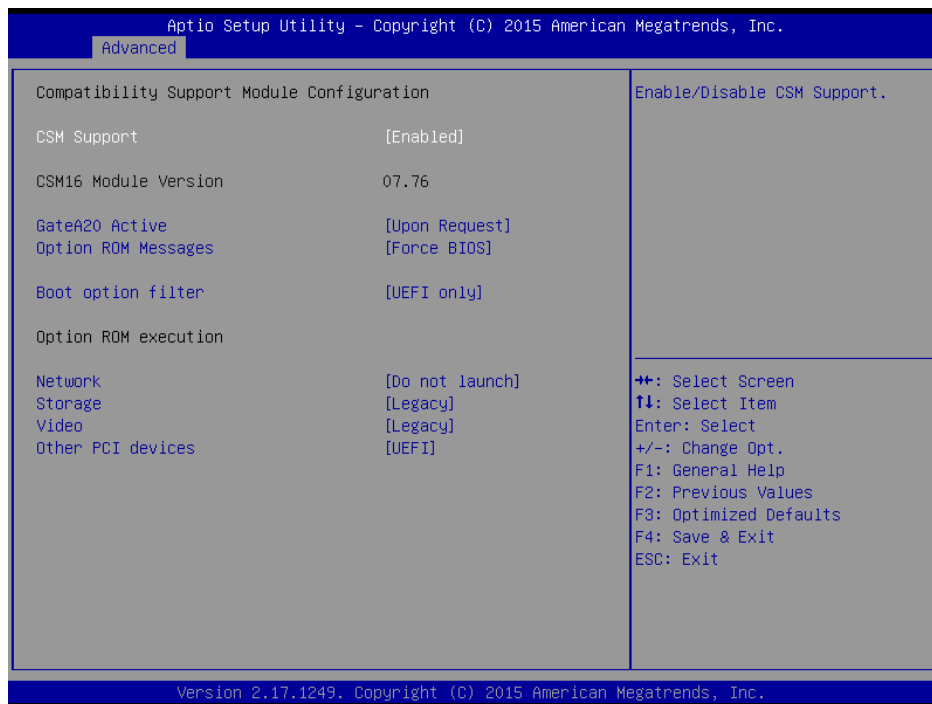 Aptio Setup Utility – Copyright (C) 2015 American Megatrends, Inc.
Advanced
Compatibility Support Module Configuration
CSM Support [Enabled]
CSM16 Module Version 07.76
GateA20 Active [Upon Request]
Option ROM Messages [Force BIOS]
Boot option filter [UEFI only]
Option ROM execution
Network [Do not launch]
Storage [Legacy]
Video [Legacy]
Other PCI devices [UEFI]
Enable/Disable CSM Support.
→←: Select Screen
↑↓: Select Item
Enter: Select
+/-: Change Opt.
F1: General Help
F2: Previous Values
F3: Optimized Defaults
F4: Save & Exit
ESC: Exit
Version 2.17.1249. Copyright (C) 2015 American Megatrends, Inc.